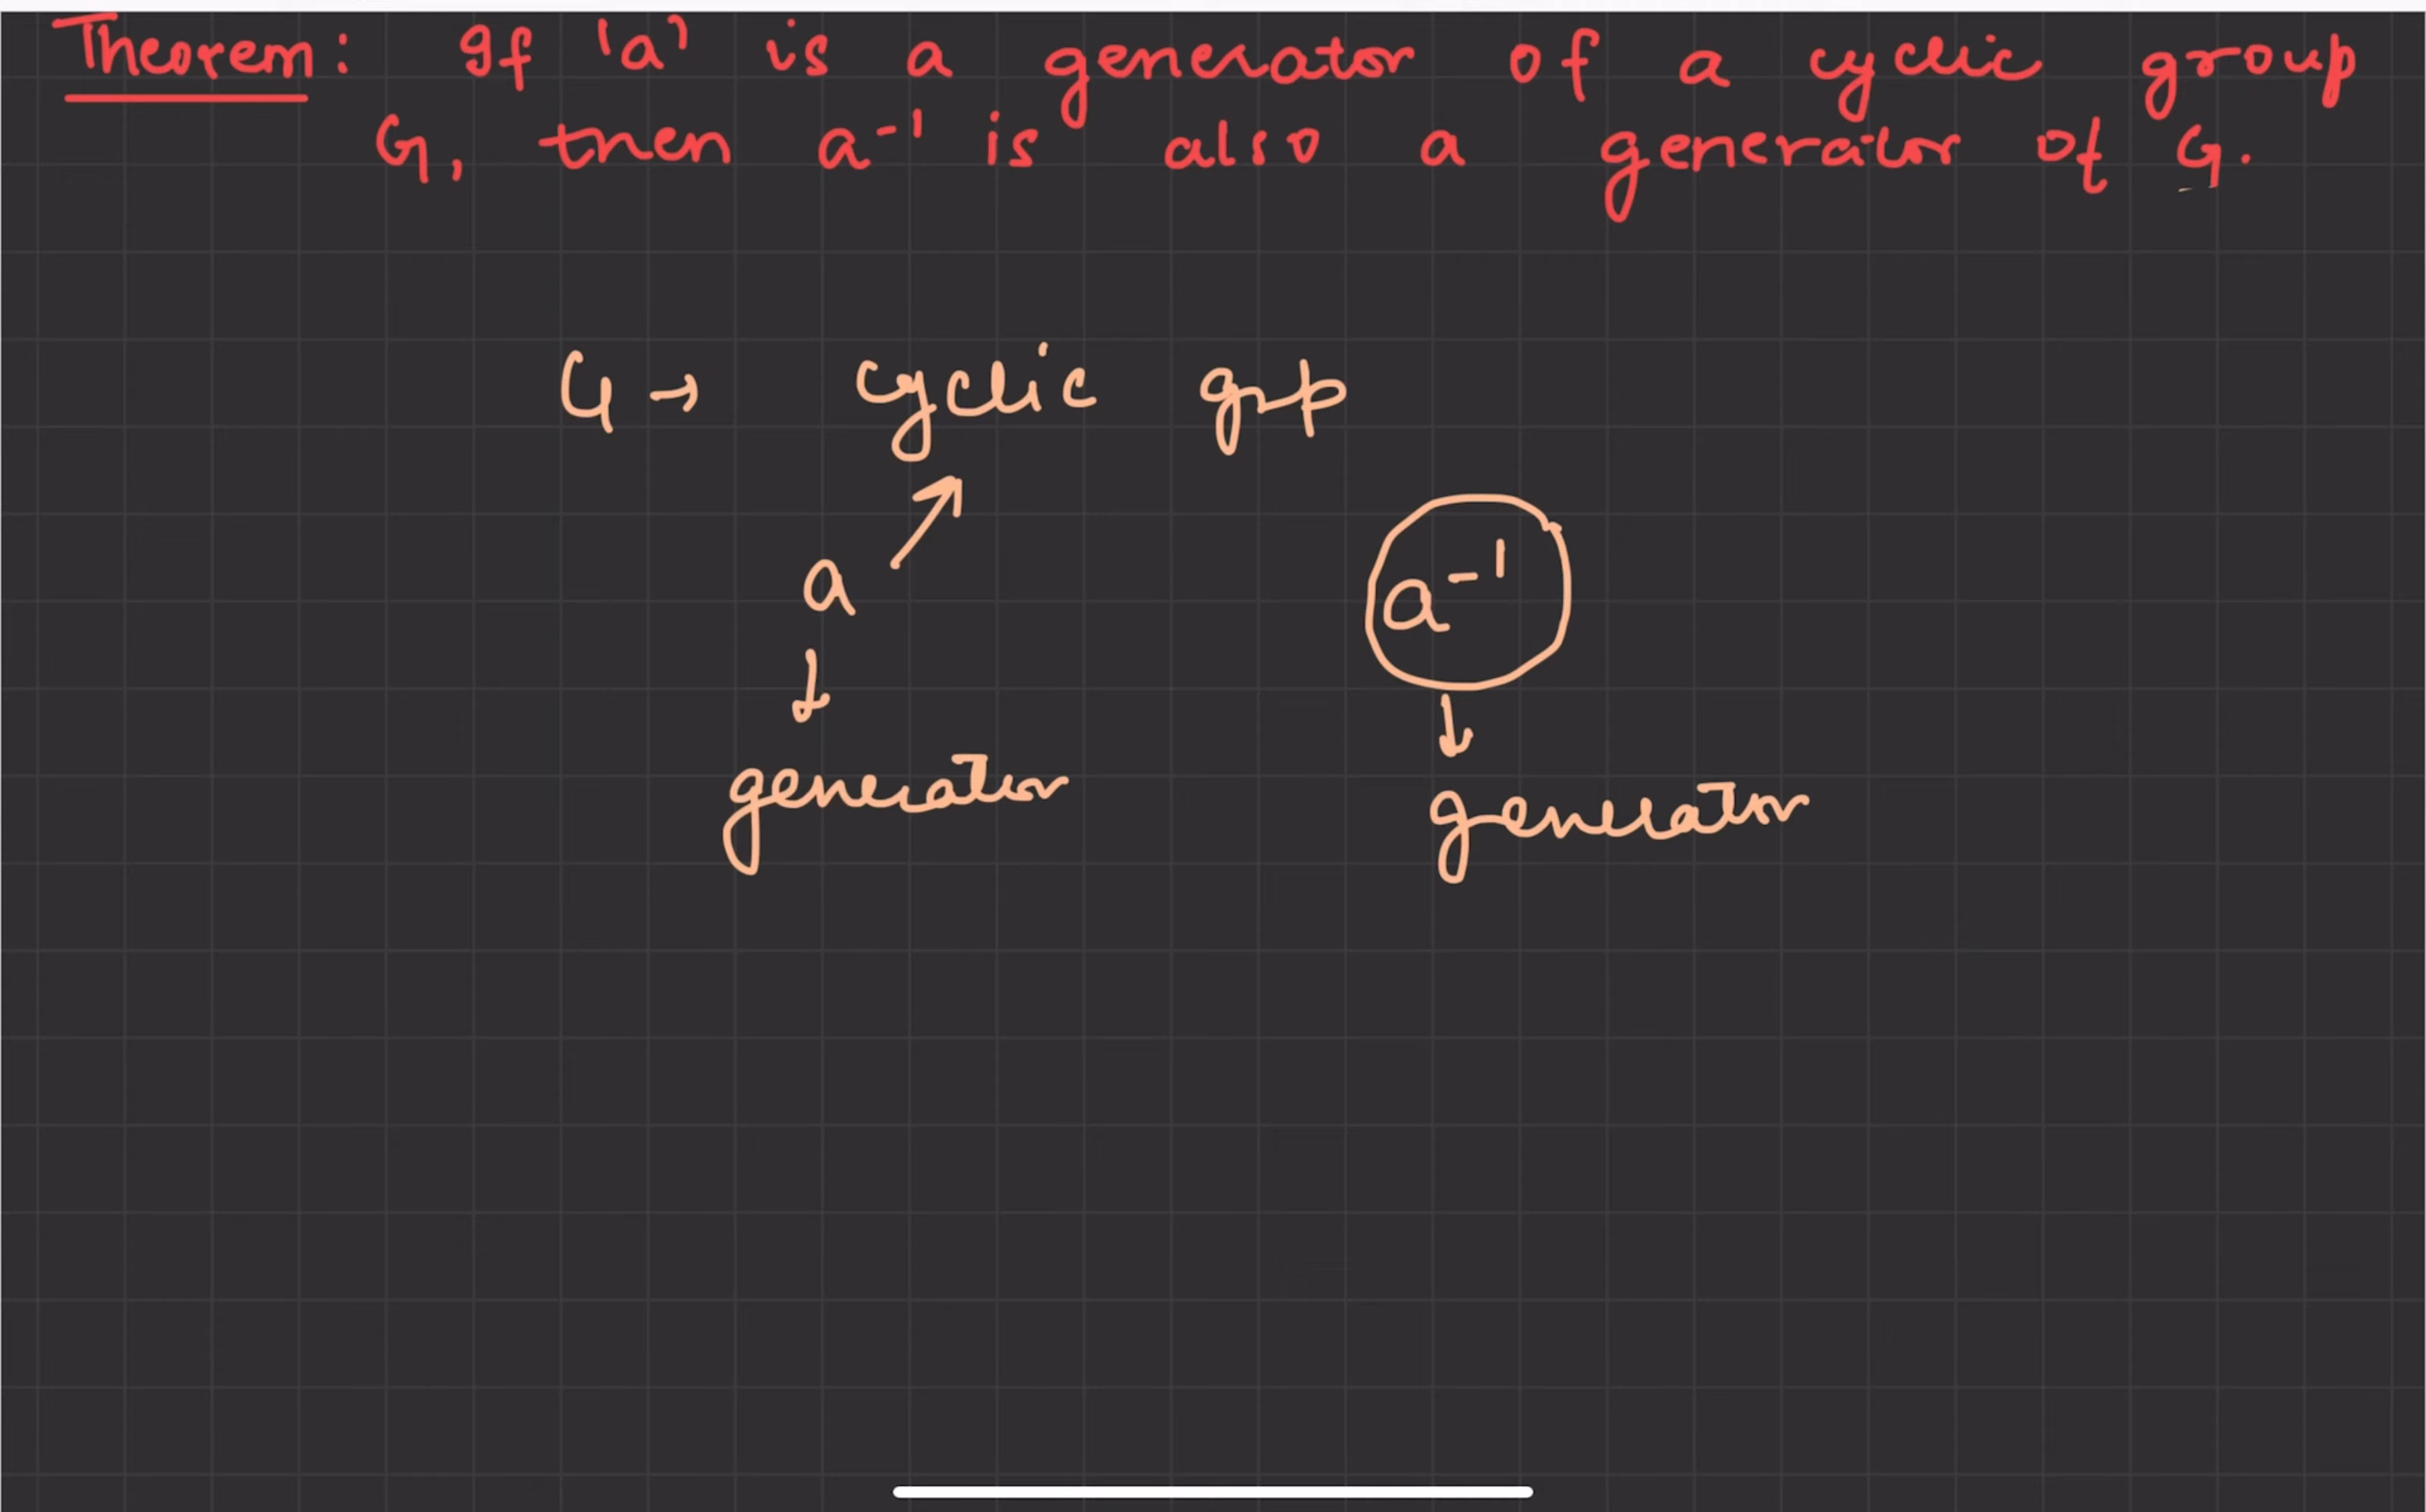 Theorem: If 'a' is a generator of a cyclic group
G, then a⁻¹ is also a generator of G.
G → cyclic grp
a a⁻¹
generator generator